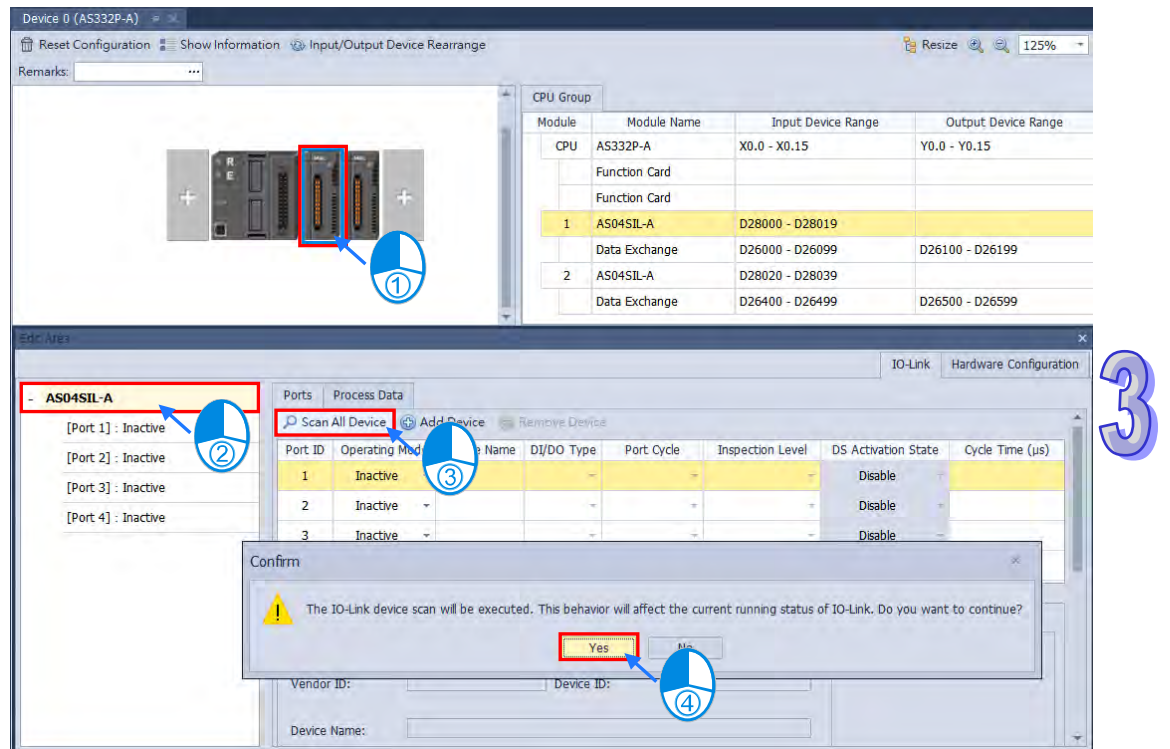 Device 0 (AS332P-A)
Reset Configuration Show Information Input/Output Device Rearrange Resize 125%
Remarks: ...
CPU Group
Module Module Name Input Device Range Output Device Range
CPU AS332P-A X0.0 - X0.15 Y0.0 - Y0.15
Function Card
Function Card
1 AS04SIL-A D28000 - D28019
Data Exchange D26000 - D26099 D26100 - D26199
2 AS04SIL-A D28020 - D28039
Data Exchange D26400 - D26499 D26500 - D26599
R
E
①
Edit Area
IO-Link Hardware Configuration
3
- AS04SIL-A
[Port 1] : Inactive
[Port 2] : Inactive
[Port 3] : Inactive
[Port 4] : Inactive
②
Ports Process Data
Scan All Device Add Device Remove Device
③
Port ID Operating Name DI/DO Type Port Cycle Inspection Level DS Activation State Cycle Time (μs)
1 Inactive Disable
2 Inactive Disable
3 Inactive Disable
Confirm
The IO-Link device scan will be executed. This behavior will affect the current running status of IO-Link. Do you want to continue?
Yes No
④
Vendor ID: Device ID:
Device Name: